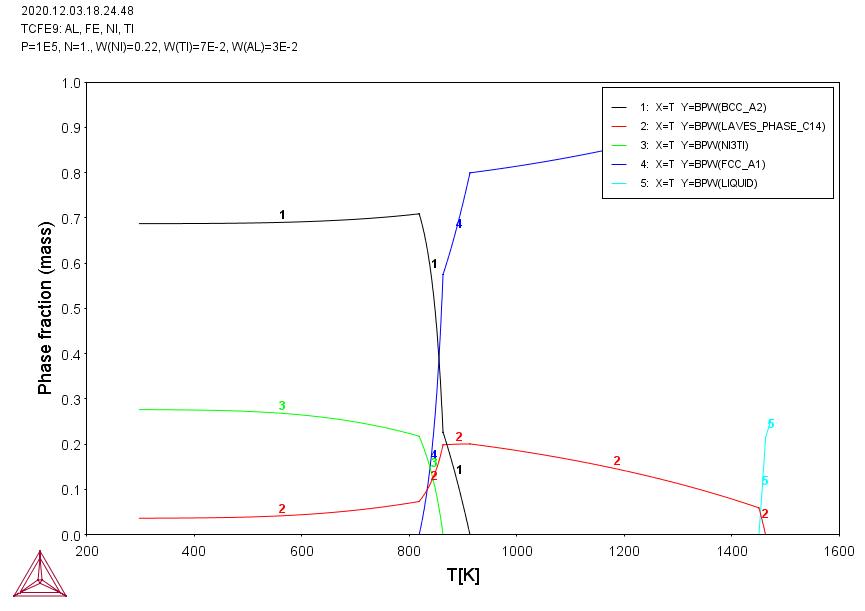 2020.12.03.18.24.48
TCFE9: AL, FE, NI, TI
P=1E5, N=1., W(NI)=0.22, W(TI)=7E-2, W(AL)=3E-2
1: X=T Y=BPW(BCC_A2)
2: X=T Y=BPW(LAVES_PHASE_C14)
3: X=T Y=BPW(NI3TI)
4: X=T Y=BPW(FCC_A1)
5: X=T Y=BPW(LIQUID)
Phase fraction (mass)
1.0
0.9
0.8
0.7
0.6
0.5
0.4
0.3
0.2
0.1
0.0
1
1
4
3
2
4
3
2
1
2
2
5
5
2
200 400 600 800 1000 1200 1400 1600
T[K]